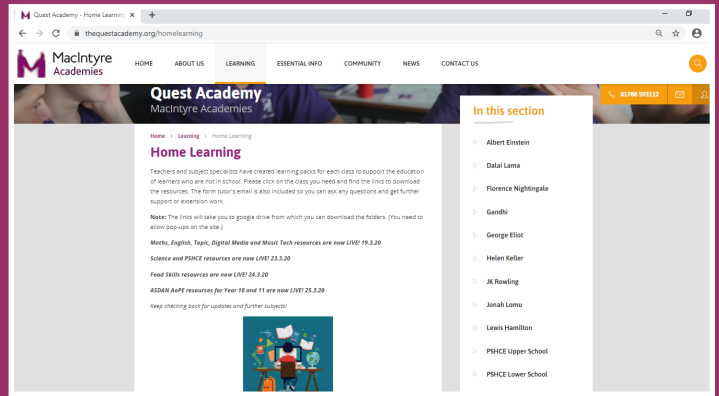 Quest Academy - Home Learning
thequestacademy.org/homelearning
MacIntyre
Academies
HOME ABOUT US LEARNING ESSENTIAL INFO COMMUNITY NEWS CONTACT US
Quest Academy
MacIntyre Academies
01788 593112
Home > Learning > Home Learning
Home Learning
Teachers and subject specialists have created learning packs for each class to support the education
of learners who are not in school. Please click on the class you need and find the links to download
the resources. The form tutor's email is also included so you can ask any questions and get further
support or extension work.
Note: The links will take you to google drive from which you can download the folders. (You need to
allow pop-ups on the site.)
Maths, English, Topic, Digital Media and Music Tech resources are now LIVE! 19.3.20
Science and PSHCE resources are now LIVE! 23.3.20
Food Skills resources are now LIVE! 24.3.20
ASDAN AoPE resources for Year 10 and 11 are now LIVE! 25.3.20
Keep checking back for updates and further subjects!
In this section
Albert Einstein
Dalai Lama
Florence Nightingale
Gandhi
George Eliot
Helen Keller
JK Rowling
Jonah Lomu
Lewis Hamilton
PSHCE Upper School
PSHCE Lower School